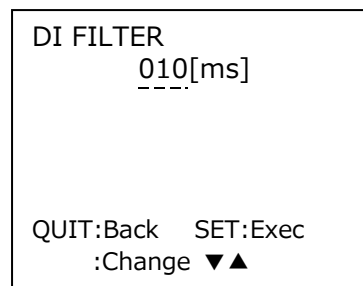 DI FILTER
010[ms]
QUIT:Back SET:Exec
:Change ▼▲